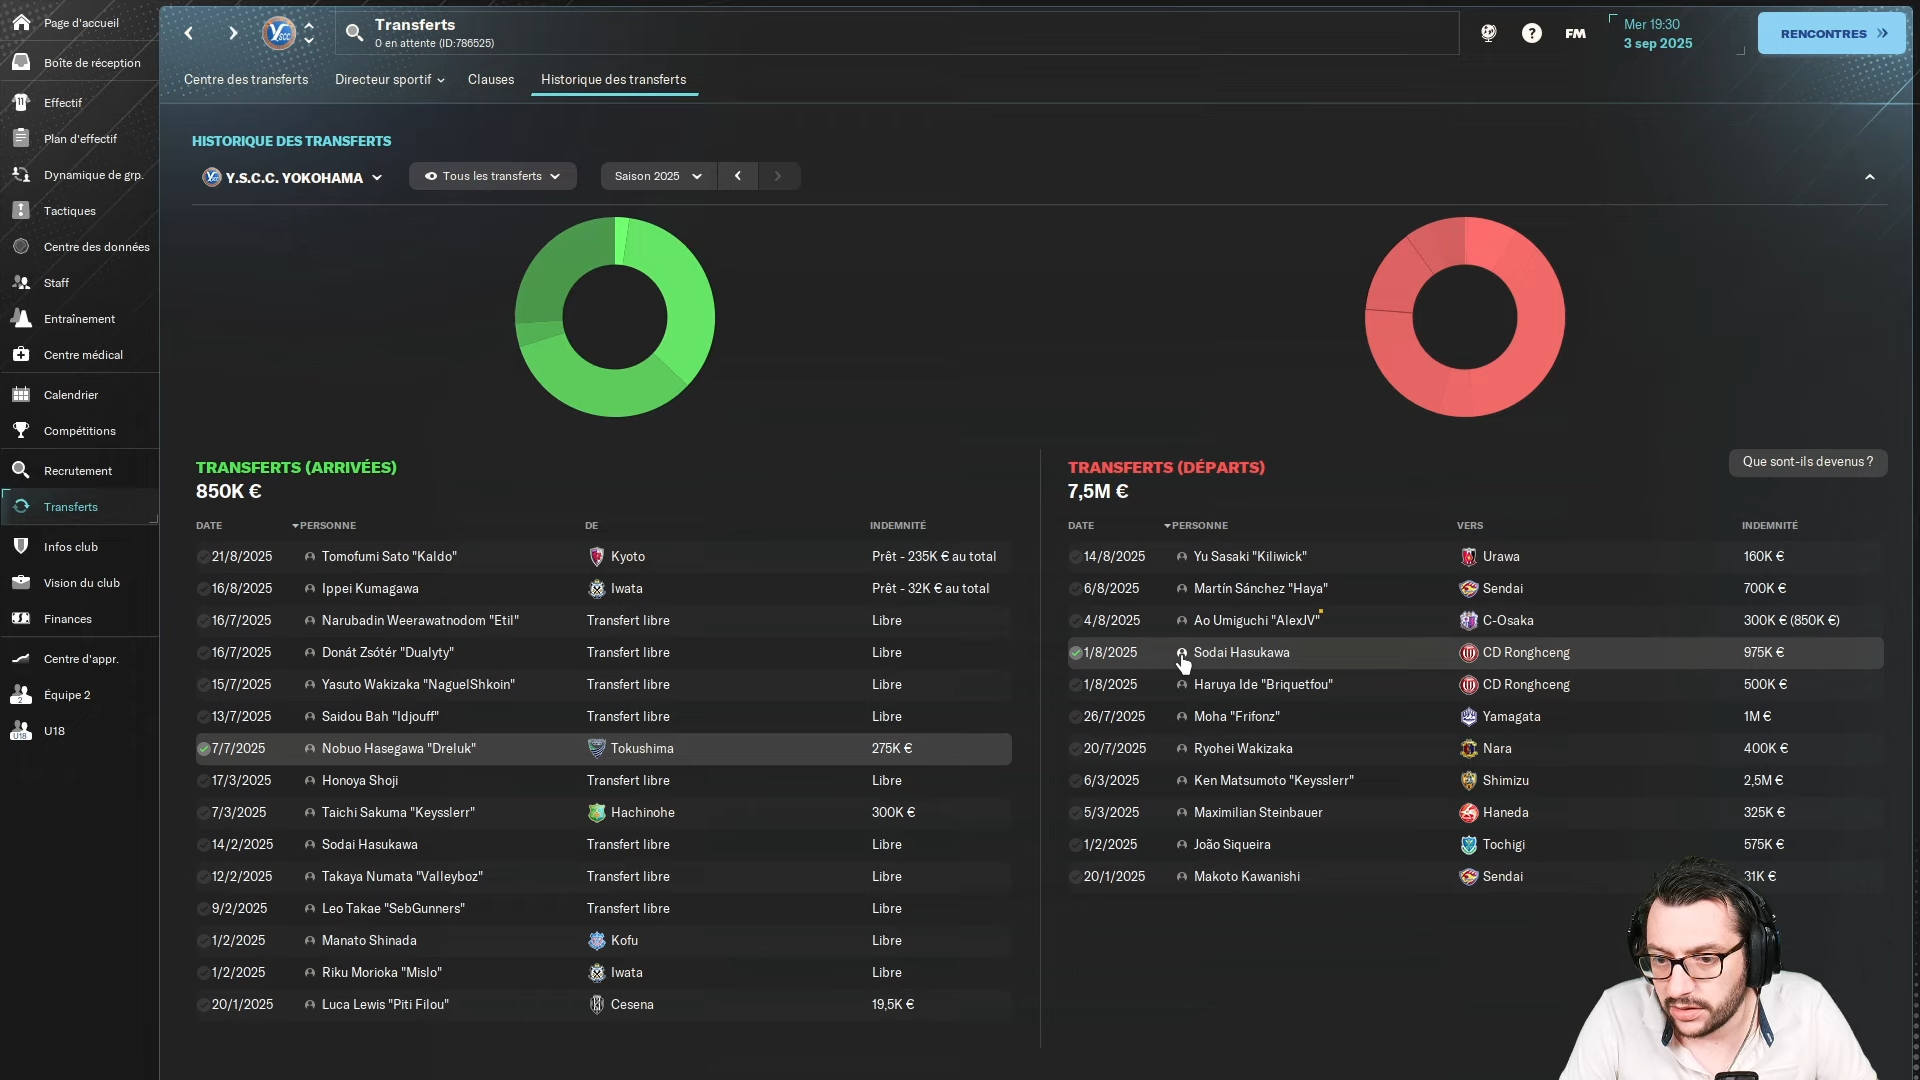 Page d'accueil
Boîte de réception
Effectif
Plan d'effectif
Dynamique de grp.
Tactiques
Centre des données
Staff
Entraînement
Centre médical
Calendrier
Compétitions
Recrutement
Transferts
Infos club
Vision du club
Finances
Centre d'appr.
Équipe 2
U18
Transferts
0 en attente (ID:786525)
FM
Mer 19:30
3 sep 2025
RENCONTRES
Centre des transferts
Directeur sportif
Clauses
Historique des transferts
HISTORIQUE DES TRANSFERTS
Y.S.C.C. YOKOHAMA
Tous les transferts
Saison 2025
TRANSFERTS (ARRIVÉES)
850K €
DATE PERSONNE DE INDEMNITÉ
21/8/2025 Tomofumi Sato "Kaldo" Kyoto Prêt - 235K € au total
16/8/2025 Ippei Kumagawa Iwata Prêt - 32K € au total
16/7/2025 Narubadin Weerawatnodom "Etil" Transfert libre Libre
16/7/2025 Donát Zsótér "Dualyty" Transfert libre Libre
15/7/2025 Yasuto Wakizaka "NaguelShkoin" Transfert libre Libre
13/7/2025 Saidou Bah "Idjouff" Transfert libre Libre
7/7/2025 Nobuo Hasegawa "Dreluk" Tokushima 275K €
17/3/2025 Honoya Shoji Transfert libre Libre
7/3/2025 Taichi Sakuma "Keysslerr" Hachinohe 300K €
14/2/2025 Sodai Hasukawa Transfert libre Libre
12/2/2025 Takaya Numata "Valleyboz" Transfert libre Libre
9/2/2025 Leo Takae "SebGunners" Transfert libre Libre
1/2/2025 Manato Shinada Kofu Libre
1/2/2025 Riku Morioka "Mislo" Iwata Libre
20/1/2025 Luca Lewis "Piti Filou" Cesena 19,5K €
TRANSFERTS (DÉPARTS)
7,5M €
Que sont-ils devenus ?
DATE PERSONNE VERS INDEMNITÉ
14/8/2025 Yu Sasaki "Kiliwick" Urawa 160K €
6/8/2025 Martín Sánchez "Haya" Sendai 700K €
4/8/2025 Ao Umiguchi "AlexJV" C-Osaka 300K € (850K €)
1/8/2025 Sodai Hasukawa CD Ronghceng 975K €
1/8/2025 Haruya Ide "Briquetfou" CD Ronghceng 500K €
26/7/2025 Moha "Frifonz" Yamagata 1M €
20/7/2025 Ryohei Wakizaka Nara 400K €
6/3/2025 Ken Matsumoto "Keysslerr" Shimizu 2,5M €
5/3/2025 Maximilian Steinbauer Haneda 325K €
1/2/2025 João Siqueira Tochigi 575K €
20/1/2025 Makoto Kawanishi Sendai 31K €